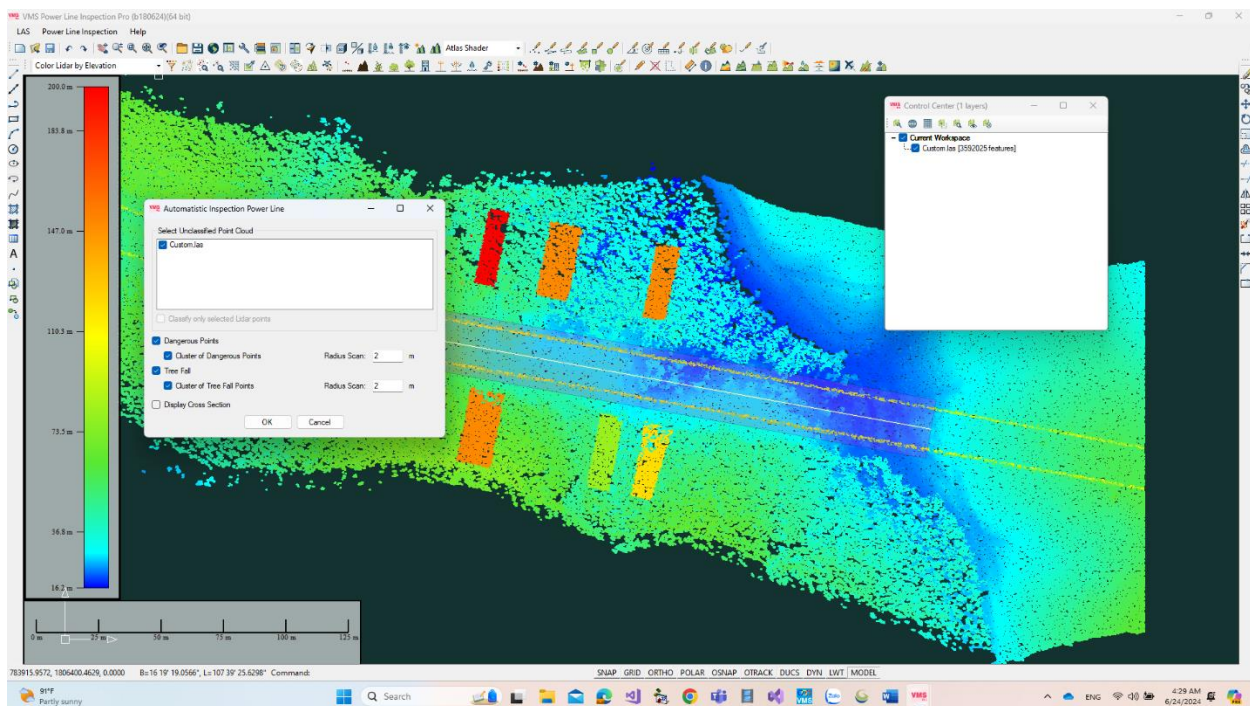 VMS Power Line Inspection Pro (b180624)(64 bit)
LAS Power Line Inspection Help
Atlas Shader
Color Lidar by Elevation
200.0 m
183.8 m
147.0 m
110.3 m
73.5 m
36.8 m
16.2 m
0 m 25 m 50 m 75 m 100 m 125 m
Automatistic Inspection Power Line
Select Unclassified Point Cloud
Custom.las
Classify only selected Lidar points
Dangerous Points
Cluster of Dangerous Points Radius Scan: 2 m
Tree Fall
Cluster of Tree Fall Points Radius Scan: 2 m
Display Cross Section
OK Cancel
Control Center (1 layers)
Current Workspace
Custom.las [3592025 features]
783915.9572, 1806400.4629, 0.0000 B=16 19' 19.0566", L=107 39' 25.6298" Command:
SNAP GRID ORTHO POLAR OSNAP OTRACK DUCS DYN LWT MODEL
91°F
Partly sunny
Search
Zalo
VMS
ENG
4:29 AM
6/24/2024